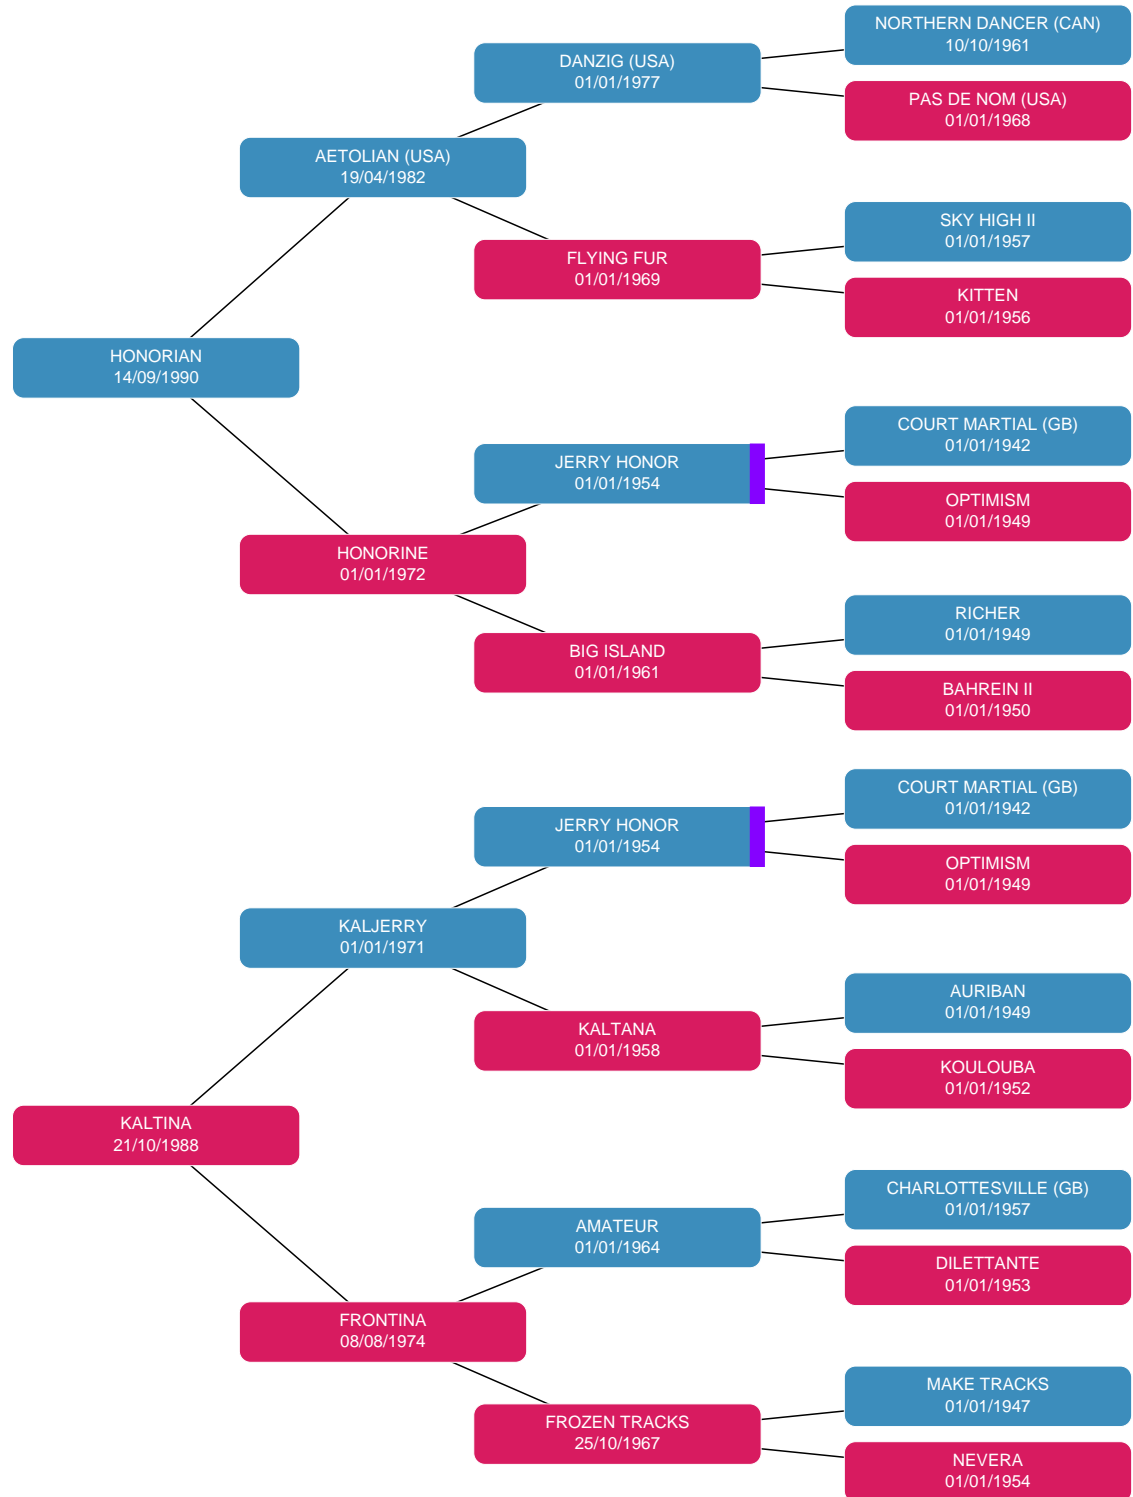 NORTHERN DANCER (CAN)
10/10/1961
DANZIG (USA)
01/01/1977
PAS DE NOM (USA)
01/01/1968
AETOLIAN (USA)
19/04/1982
SKY HIGH II
01/01/1957
FLYING FUR
01/01/1969
KITTEN
01/01/1956
HONORIAN
14/09/1990
COURT MARTIAL (GB)
01/01/1942
JERRY HONOR
01/01/1954
OPTIMISM
01/01/1949
HONORINE
01/01/1972
RICHER
01/01/1949
BIG ISLAND
01/01/1961
BAHREIN II
01/01/1950
COURT MARTIAL (GB)
01/01/1942
JERRY HONOR
01/01/1954
OPTIMISM
01/01/1949
KALJERRY
01/01/1971
AURIBAN
01/01/1949
KALTANA
01/01/1958
KOULOUBA
01/01/1952
KALTINA
21/10/1988
CHARLOTTESVILLE (GB)
01/01/1957
AMATEUR
01/01/1964
DILETTANTE
01/01/1953
FRONTINA
08/08/1974
MAKE TRACKS
01/01/1947
FROZEN TRACKS
25/10/1967
NEVERA
01/01/1954